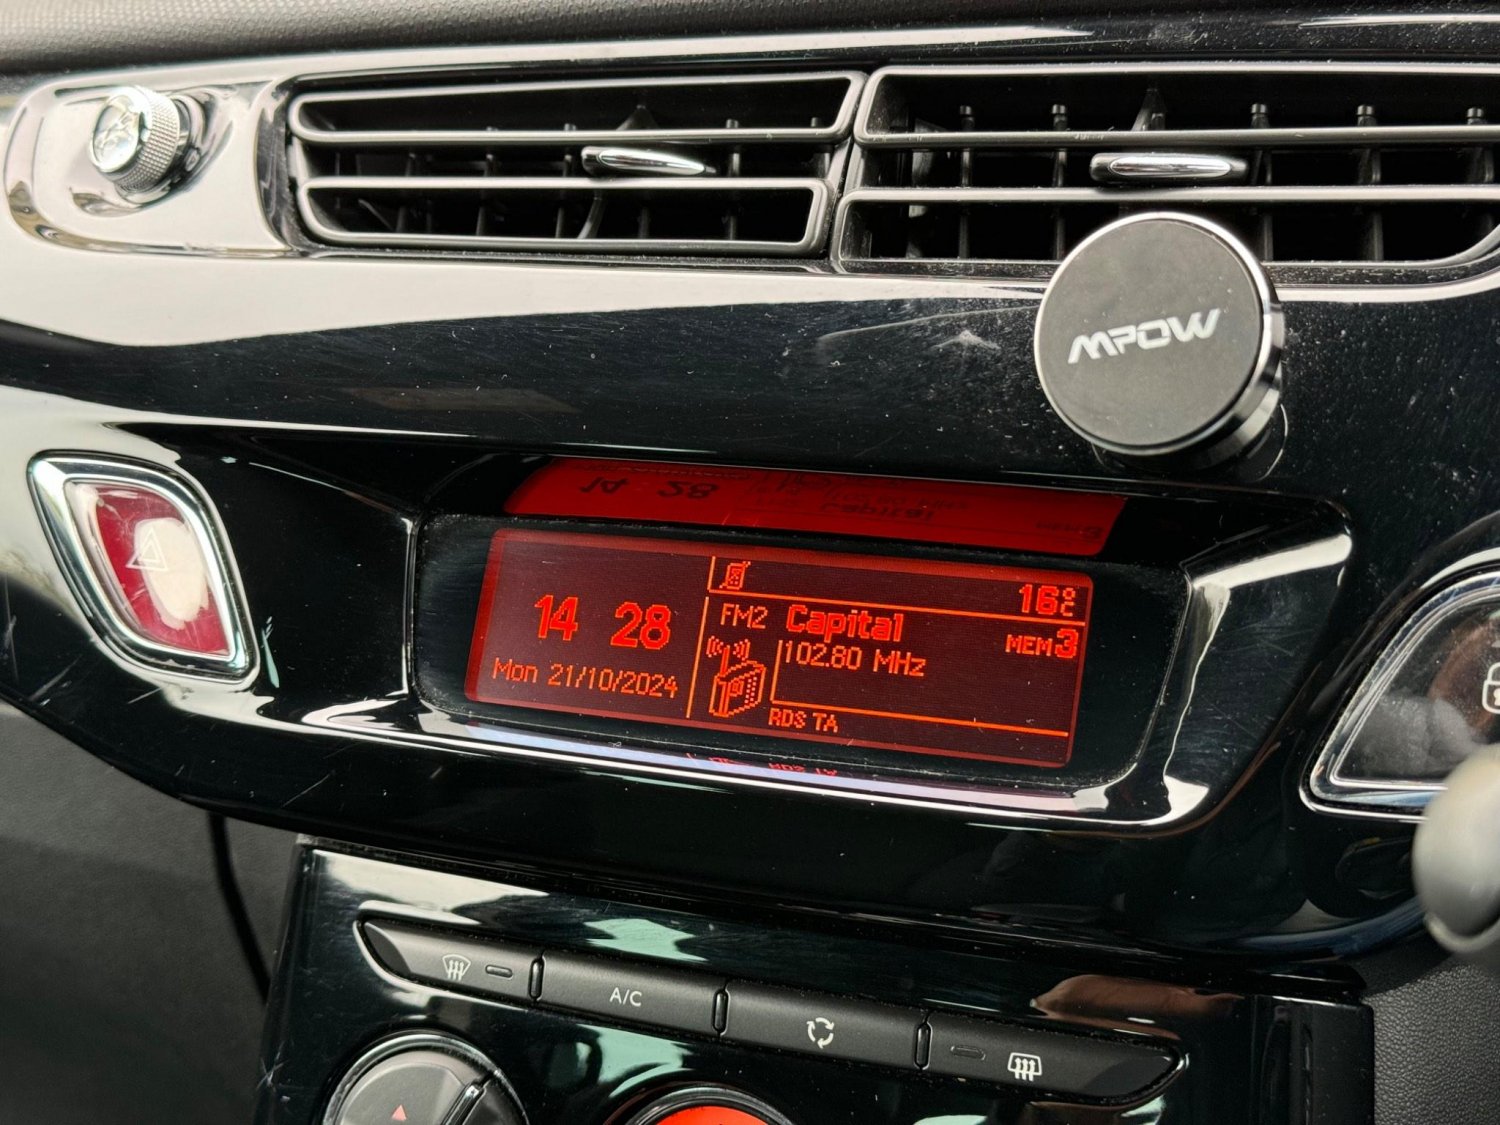 MPOW
14 28
Mon 21/10/2024
16°C
FM2 Capital
MEM3
102.80 MHz
RDS TA
A/C